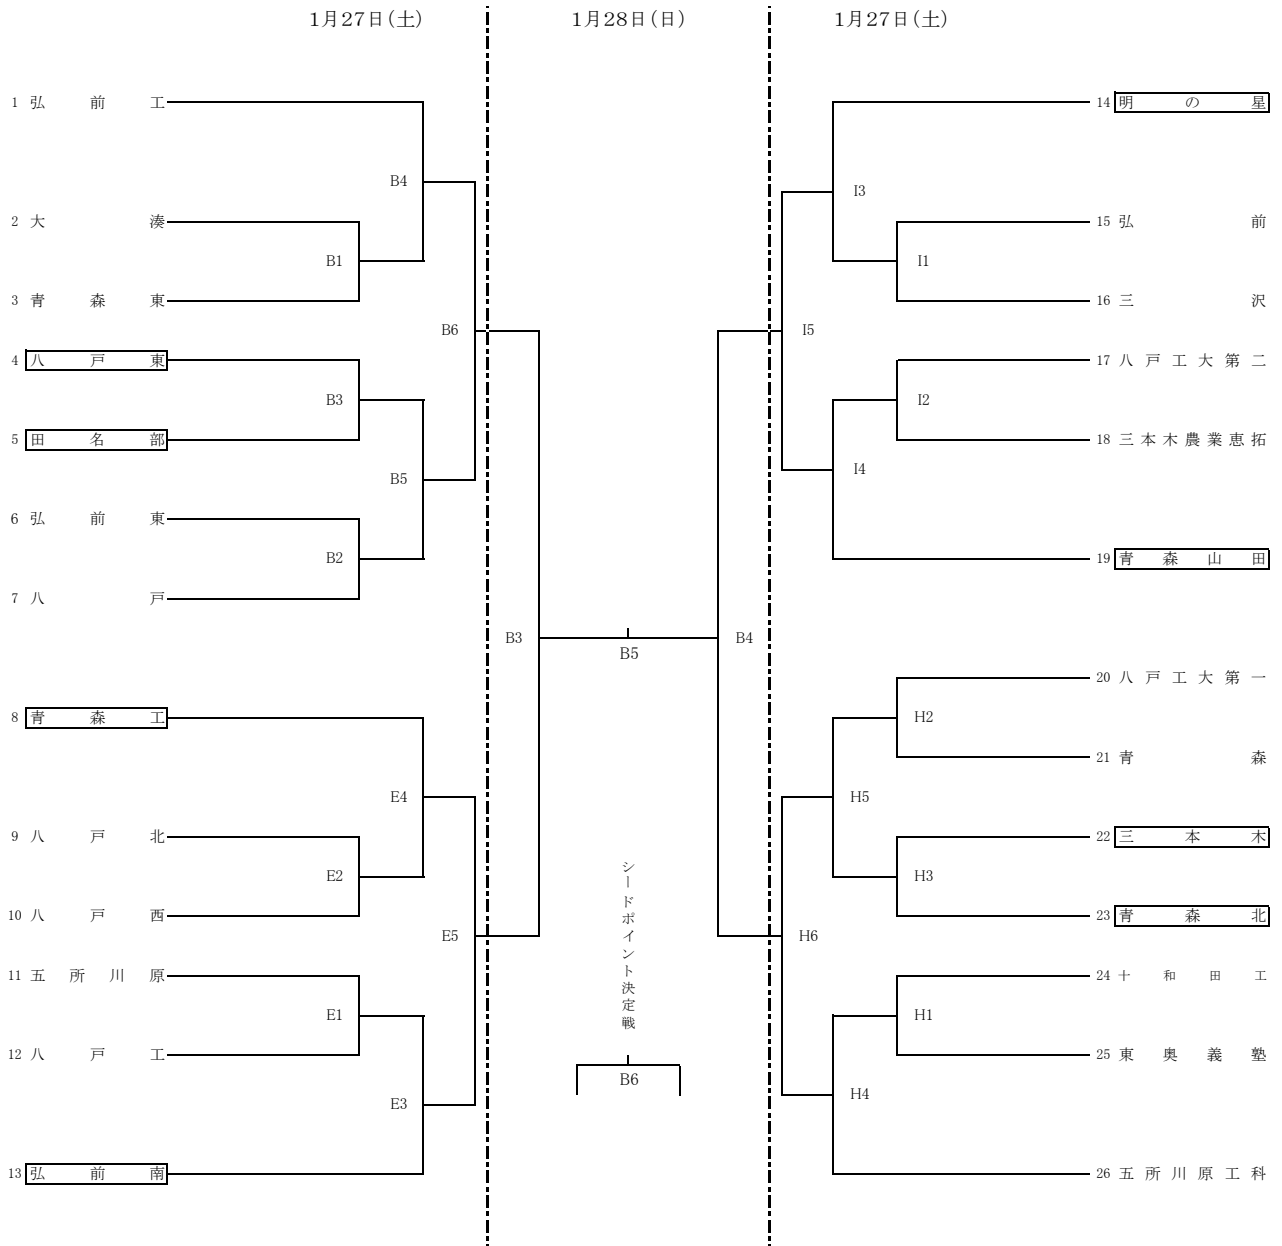 1月27日(土)
1月28日(日)
1月27日(土)
1 弘前工
B4
2 大湊
B1
3 青森東
B6
4 八戸東
B3
5 田名部
B5
6 弘前東
B2
7 八戸
B3
8 青森工
E4
9 八戸北
E2
10 八戸西
E5
11 五所川原
E1
12 八戸工
E3
13 弘前南
B5
シードポイント決定戦
B6
14 明の星
I3
15 弘前
I1
16 三沢
I5
17 八戸工大第二
I2
18 三本木農業恵拓
I4
19 青森山田
B4
20 八戸工大第一
H2
21 青森
H5
22 三本木
H3
23 青森北
H6
24 十和田工
H1
25 東奥義塾
H4
26 五所川原工科